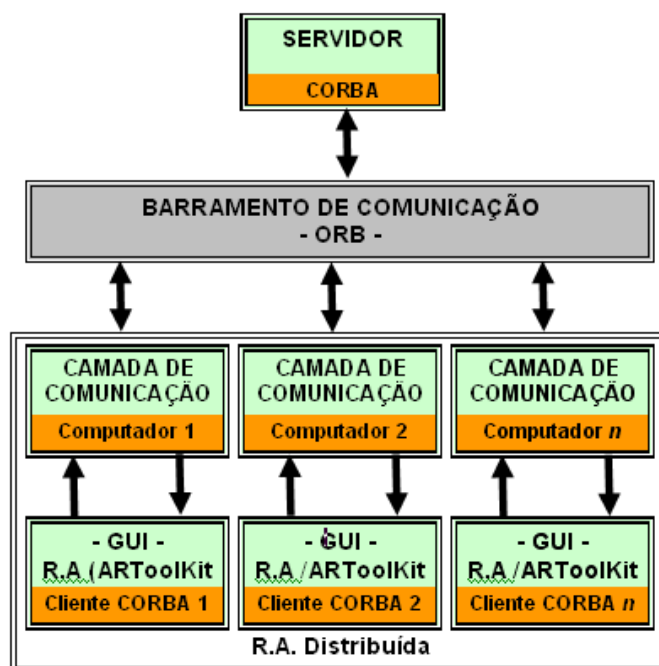 SERVIDOR
CORBA
BARRAMENTO DE COMUNICAÇÃO
- ORB -
CAMADA DE
COMUNICAÇÃO
Computador 1
CAMADA DE
COMUNICAÇÃO
Computador 2
CAMADA DE
COMUNICAÇÃO
Computador n
- GUI -
R.A (ARToolKit
Cliente CORBA 1
- GUI -
R.A /ARToolKit
Cliente CORBA 2
- GUI -
R.A /ARToolKit
Cliente CORBA n
R.A. Distribuída